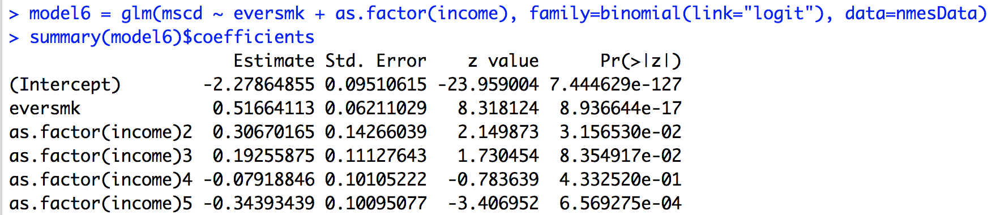 > model6 = glm(mscd ~ eversmk + as.factor(income), family=binomial(link="logit"), data=nmesData)
> summary(model6)$coefficients
Estimate Std. Error z value Pr(>|z|)
(Intercept) -2.27864855 0.09510615 -23.959004 7.444629e-127
eversmk 0.51664113 0.06211029 8.318124 8.936644e-17
as.factor(income)2 0.30670165 0.14266039 2.149873 3.156530e-02
as.factor(income)3 0.19255875 0.11127643 1.730454 8.354917e-02
as.factor(income)4 -0.07918846 0.10105222 -0.783639 4.332520e-01
as.factor(income)5 -0.34393439 0.10095077 -3.406952 6.569275e-04